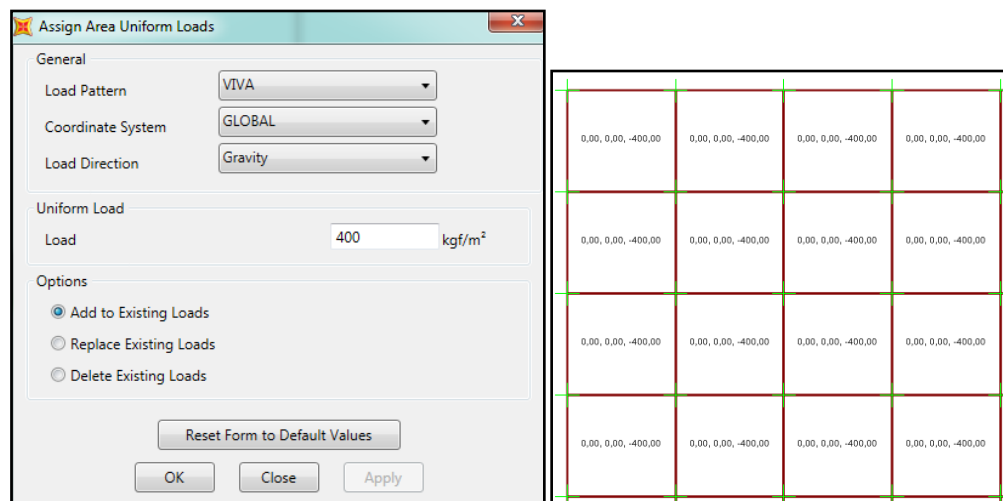 Assign Area Uniform Loads
General
Load Pattern VIVA
Coordinate System GLOBAL
Load Direction Gravity
Uniform Load
Load 400 kgf/m²
Options
Add to Existing Loads
Replace Existing Loads
Delete Existing Loads
Reset Form to Default Values
OK Close Apply
0,00, 0,00, -400,00 0,00, 0,00, -400,00 0,00, 0,00, -400,00 0,00, 0,00, -400,00
0,00, 0,00, -400,00 0,00, 0,00, -400,00 0,00, 0,00, -400,00 0,00, 0,00, -400,00
0,00, 0,00, -400,00 0,00, 0,00, -400,00 0,00, 0,00, -400,00 0,00, 0,00, -400,00
0,00, 0,00, -400,00 0,00, 0,00, -400,00 0,00, 0,00, -400,00 0,00, 0,00, -400,00